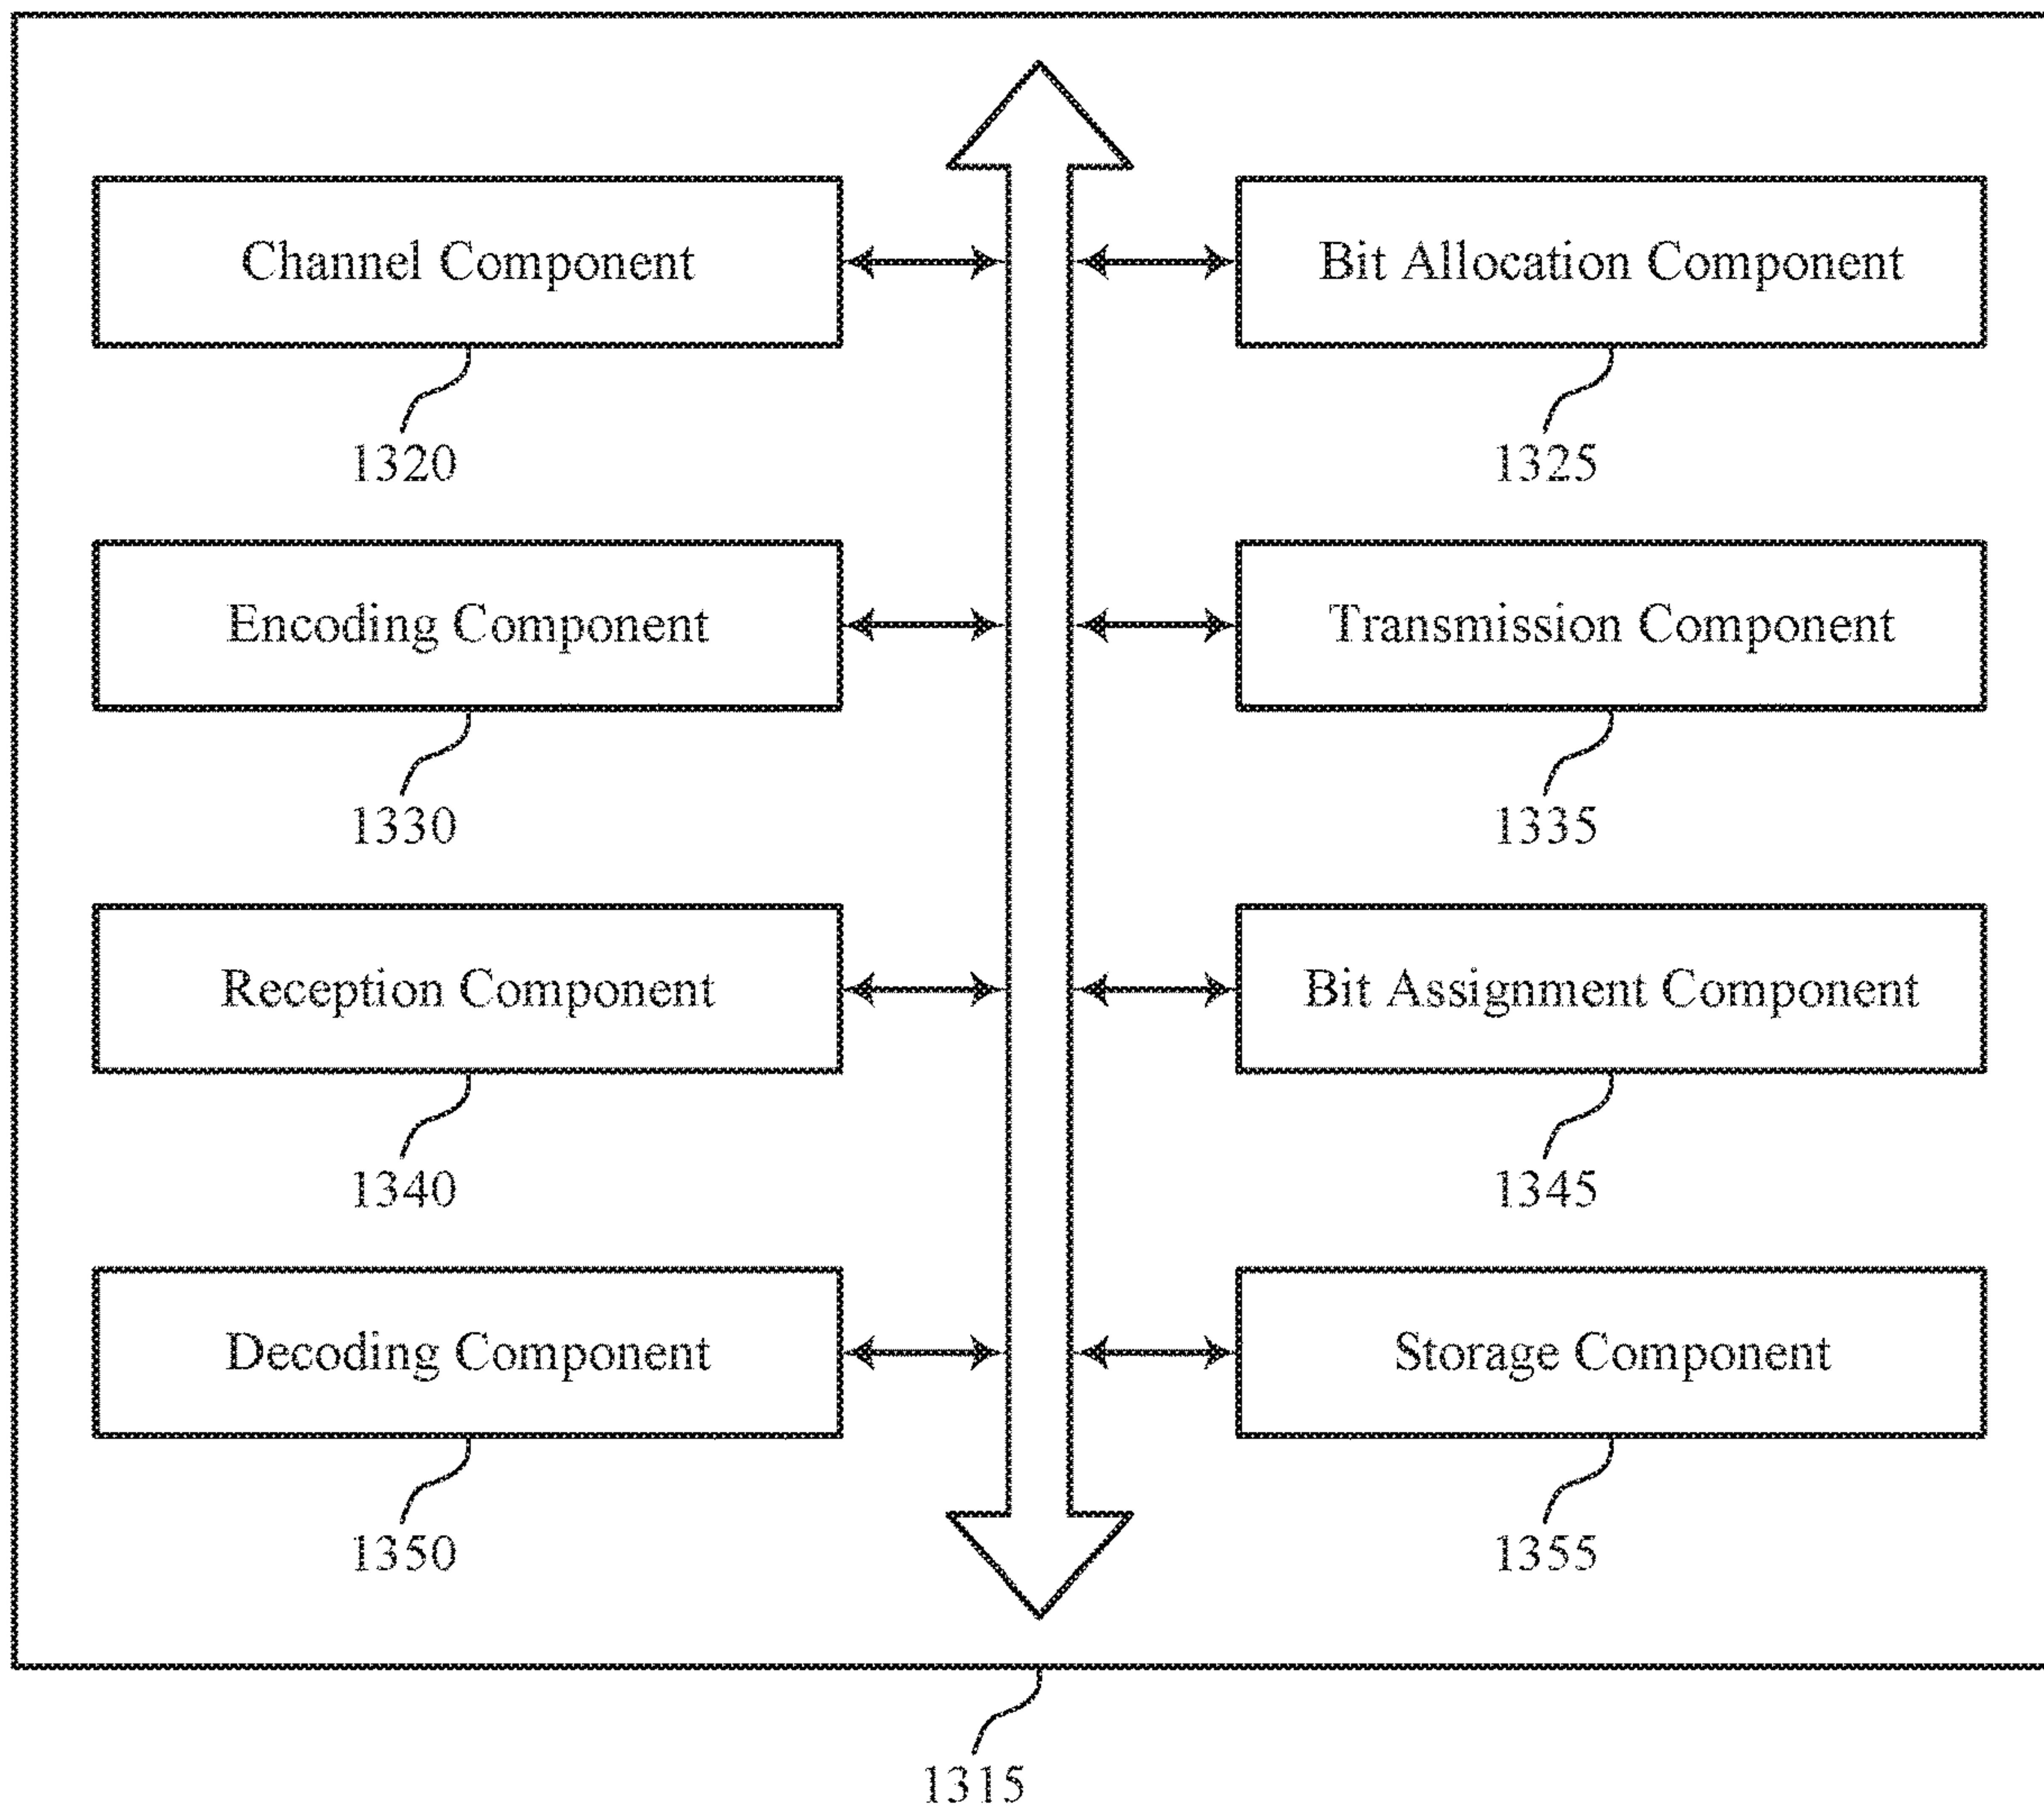 Channel Component
Bit Allocation Component
1320
1325
Encoding Component
Transmission Component
1330
1335
Reception Component
Bit Assignment Component
1340
1345
Decoding Component
Storage Component
1350
1355
1315